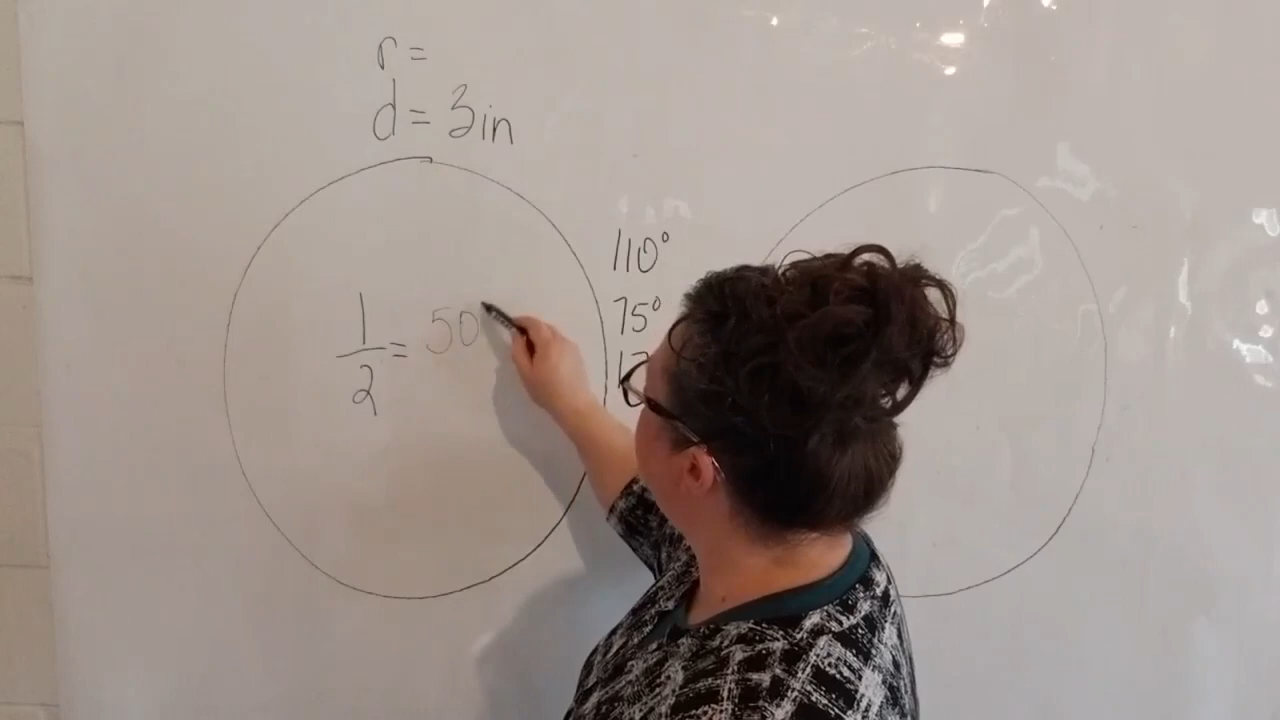 r =
d = 3in
110°
75°
1/2 = 50